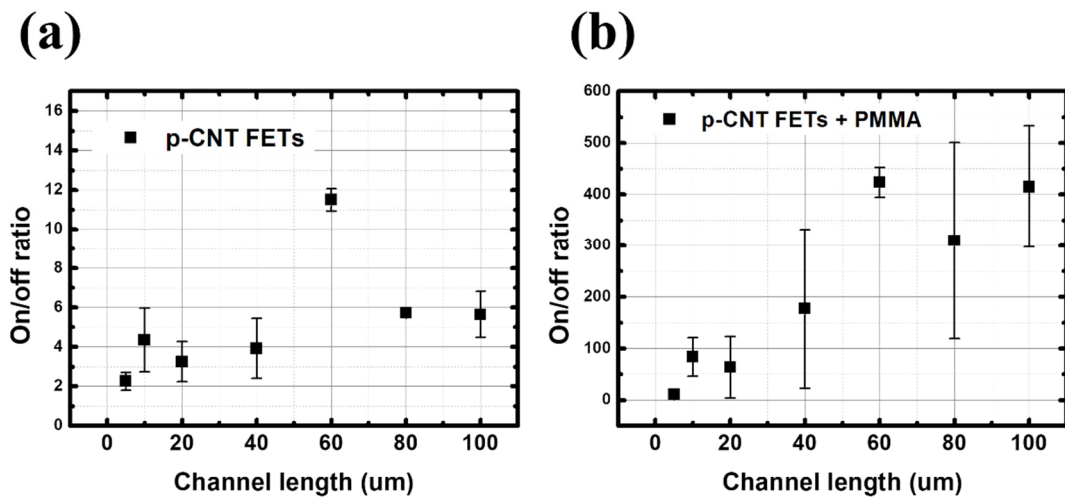 (a)
p-CNT FETs
On/off ratio
16
14
12
10
8
6
4
2
0
0 20 40 60 80 100
Channel length (um)
(b)
p-CNT FETs + PMMA
On/off ratio
600
500
400
300
200
100
0
0 20 40 60 80 100
Channel length (um)